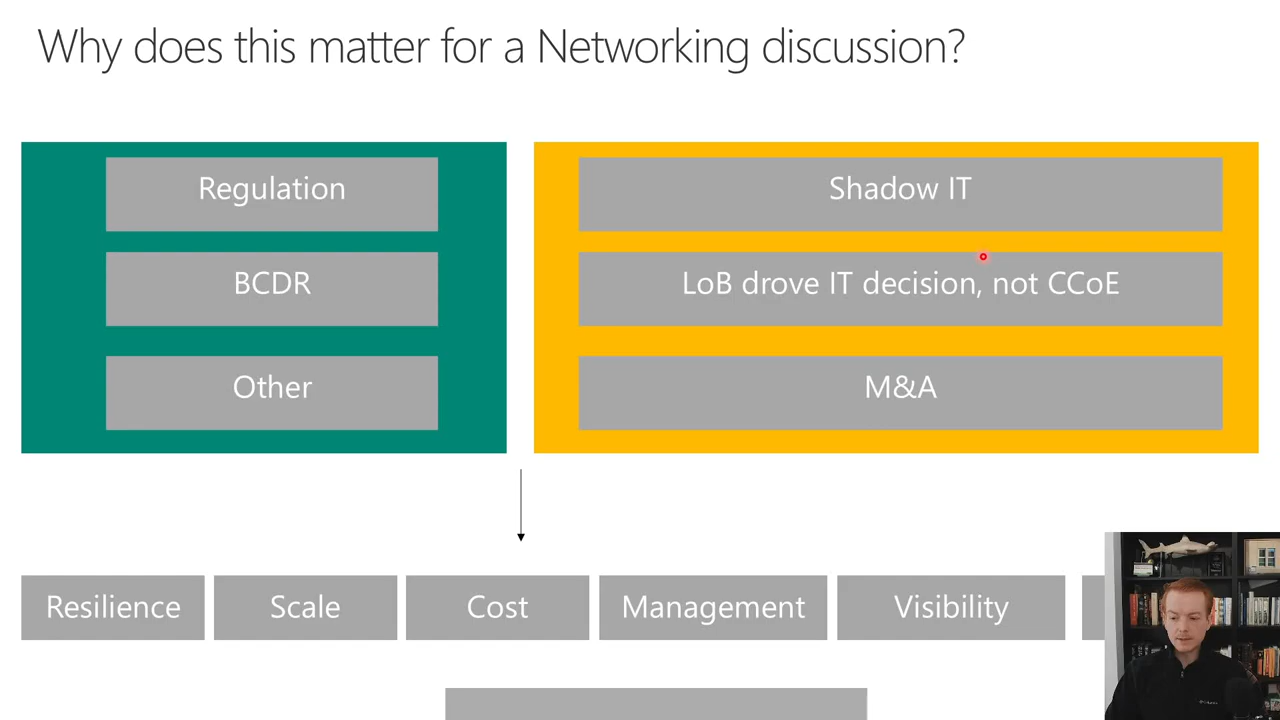 Why does this matter for a Networking discussion?
Regulation
BCDR
Other
Shadow IT
LoB drove IT decision, not CCoE
M&A
Resilience
Scale
Cost
Management
Visibility